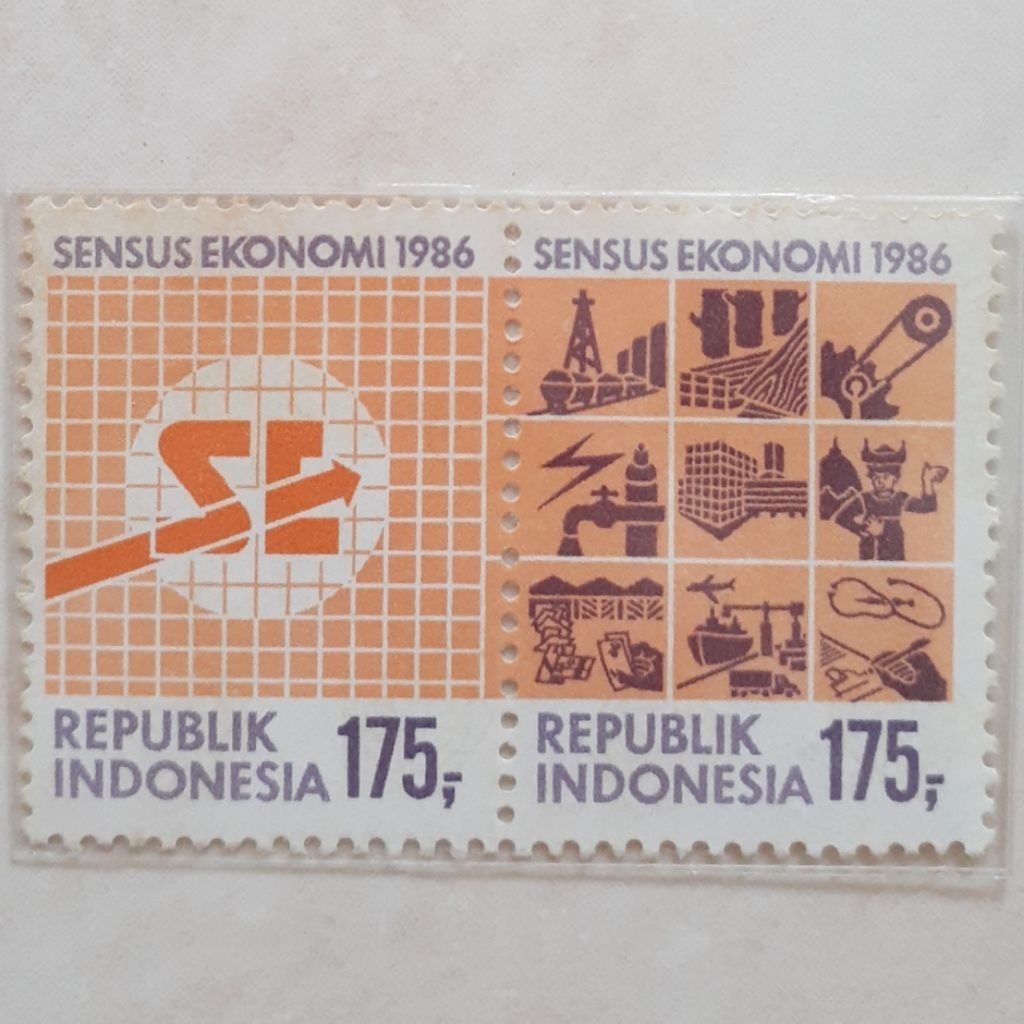 SENSUS EKONOMI 1986
SE
REPUBLIK
INDONESIA 175,-
SENSUS EKONOMI 1986
REPUBLIK
INDONESIA 175,-